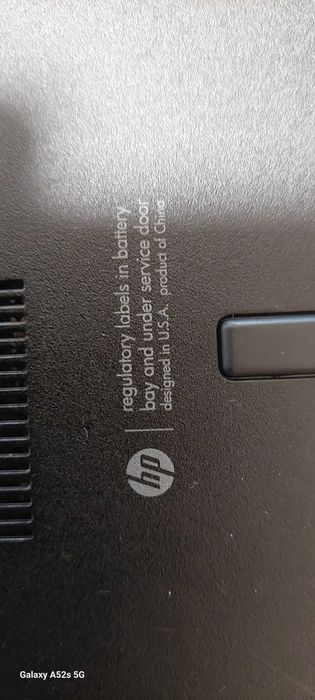 hp
regulatory labels in battery
bay and under service door
designed in U.S.A. product of China
Galaxy A52s 5G